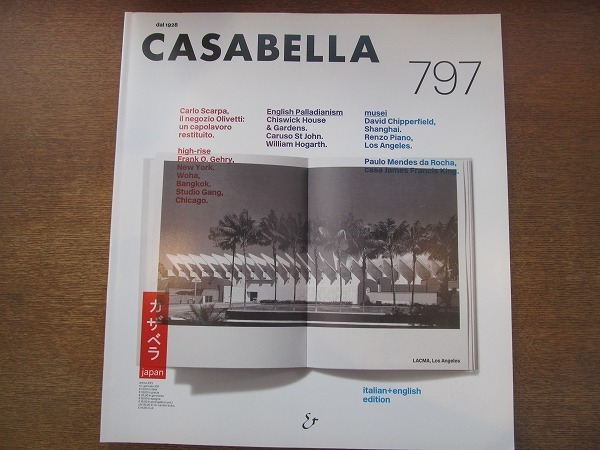 dal 1928
CASABELLA
797
Carlo Scarpa,
il negozio Olivetti:
un capolavoro
restituito.
high-rise
Frank O. Gehry,
New York.
Woha,
Bangkok.
Studio Gang,
Chicago.
English Palladianism
Chiswick House
& Gardens.
Caruso St John.
William Hogarth.
musei
David Chipperfield,
Shanghai.
Renzo Piano,
Los Angeles.
Paulo Mendes da Rocha,
casa James Francis King.
LACMA, Los Angeles
カザベラ
japan
italian+english
edition